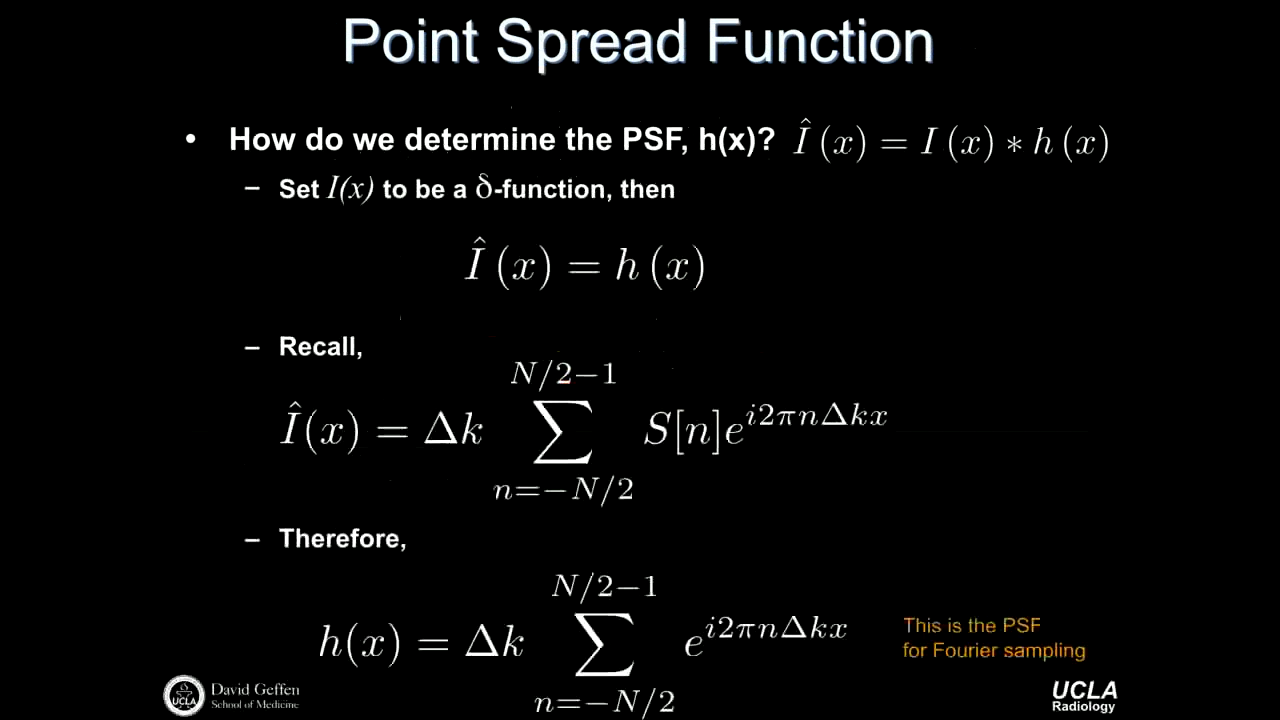 Point Spread Function
• How do we determine the PSF, h(x)? Î (x) = I (x) ∗ h (x)
– Set I(x) to be a δ-function, then
Î (x) = h (x)
– Recall,
N/2−1
Î(x) = Δk ∑ S[n]e^{i2πnΔkx}
n=−N/2
– Therefore,
N/2−1
h(x) = Δk ∑ e^{i2πnΔkx}
n=−N/2
This is the PSF
for Fourier sampling
UCLA
David Geffen
School of Medicine
UCLA
Radiology